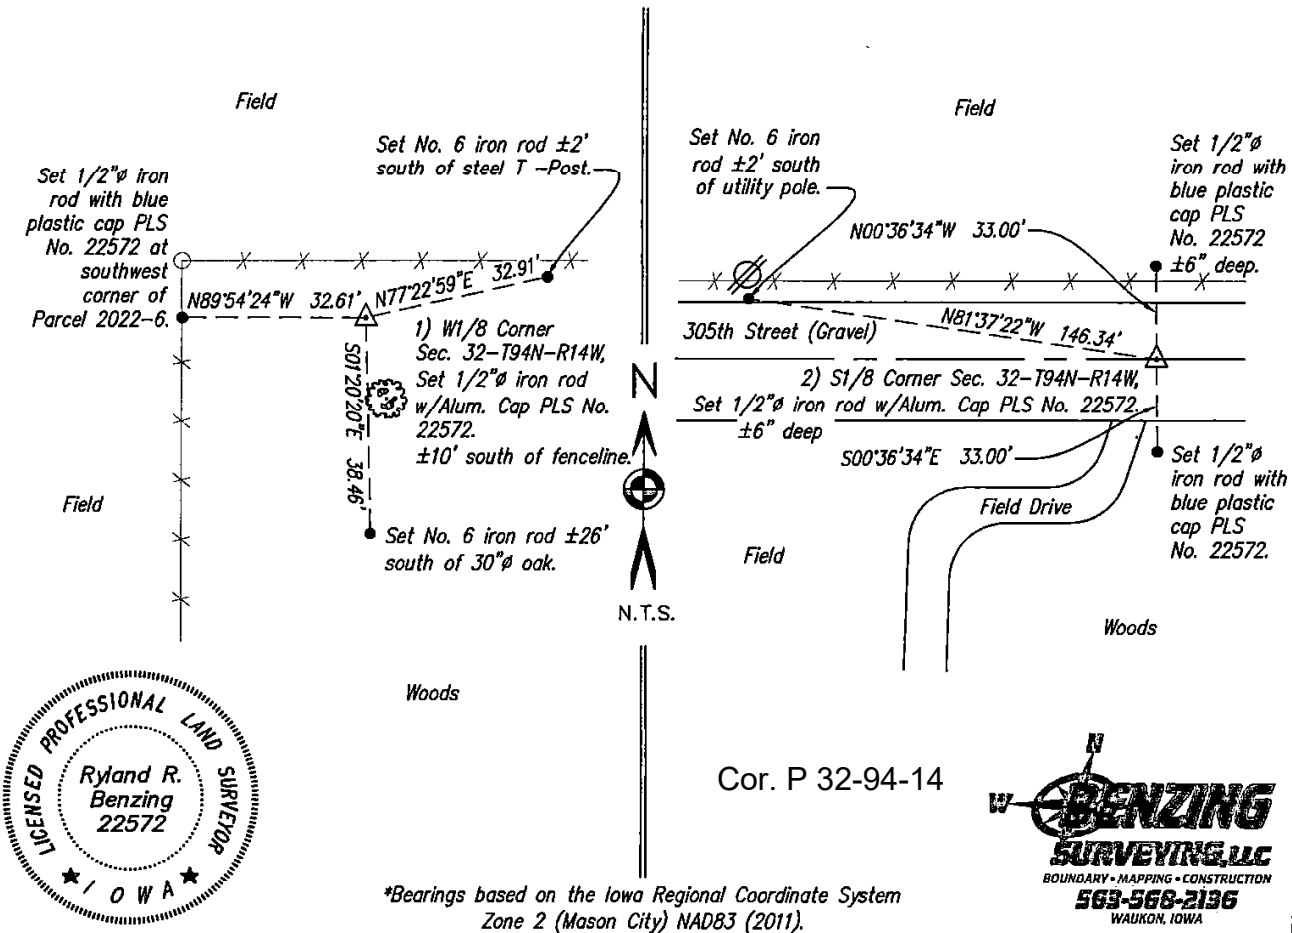 Field
Set No. 6 iron rod ±2'
south of steel T -Post.
Set 1/2"ø iron
rod with blue
plastic cap PLS
No. 22572 at
southwest
corner of
Parcel 2022-6.
N89°54'24"W 32.61'
N77°22'59"E 32.91'
1) W1/8 Corner
Sec. 32-T94N-R14W,
Set 1/2"ø iron rod
w/Alum. Cap PLS No.
22572.
±10' south of fenceline.
S01°20'20"E 38.46'
Field
Set No. 6 iron rod ±26'
south of 30"ø oak.
Woods
N
N.T.S.
Field
Set No. 6 iron
rod ±2' south
of utility pole.
N00°36'34"W 33.00'
Set 1/2"ø
iron rod with
blue plastic
cap PLS
No. 22572
±6" deep.
305th Street (Gravel)
N81°37'22"W 146.34'
2) S1/8 Corner Sec. 32-T94N-R14W,
Set 1/2"ø iron rod w/Alum. Cap PLS No. 22572.
±6" deep
S00°36'34"E 33.00'
Set 1/2"ø
iron rod with
blue plastic
cap PLS
No. 22572.
Field Drive
Field
Woods
LICENSED PROFESSIONAL LAND SURVEYOR
Ryland R.
Benzing
22572
IOWA
Cor. P 32-94-14
N
W
BENZING
SURVEYING,LLC
BOUNDARY•MAPPING•CONSTRUCTION
563-568-2136
WAUKON, IOWA
*Bearings based on the Iowa Regional Coordinate System
Zone 2 (Mason City) NAD83 (2011).